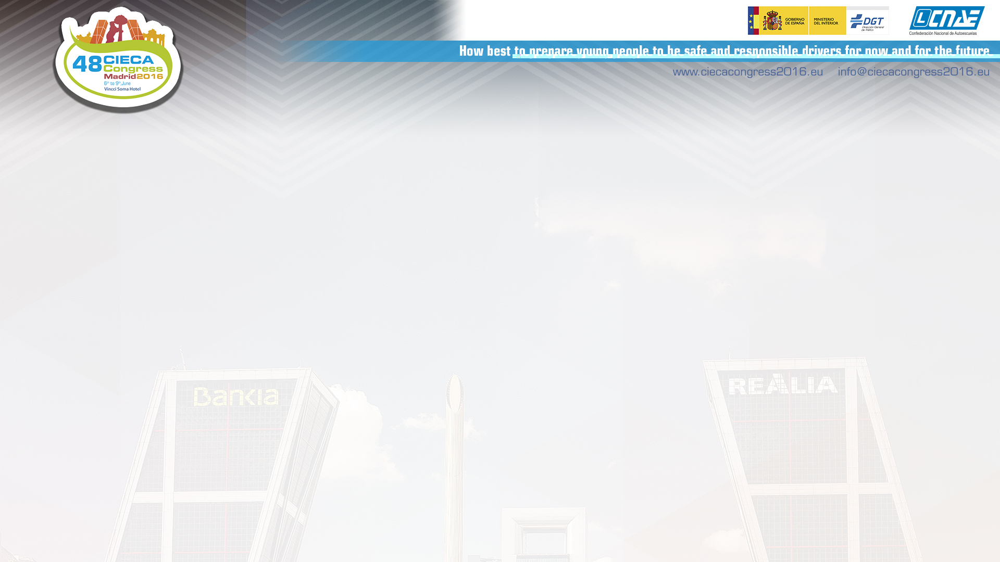 48 CIECA
Congress
Madrid2016
6th to 9th, June
Vincci Soma Hotel
GOBIERNO
DE ESPAÑA
MINISTERIO
DEL INTERIOR
DGT
Dirección General
de Tráfico
CNAE
Confederación Nacional de Autoescuelas
How best to prepare young people to be safe and responsible drivers for now and for the future
www.ciecacongress2016.eu info@ciecacongress2016.eu
Bankia
REALIA